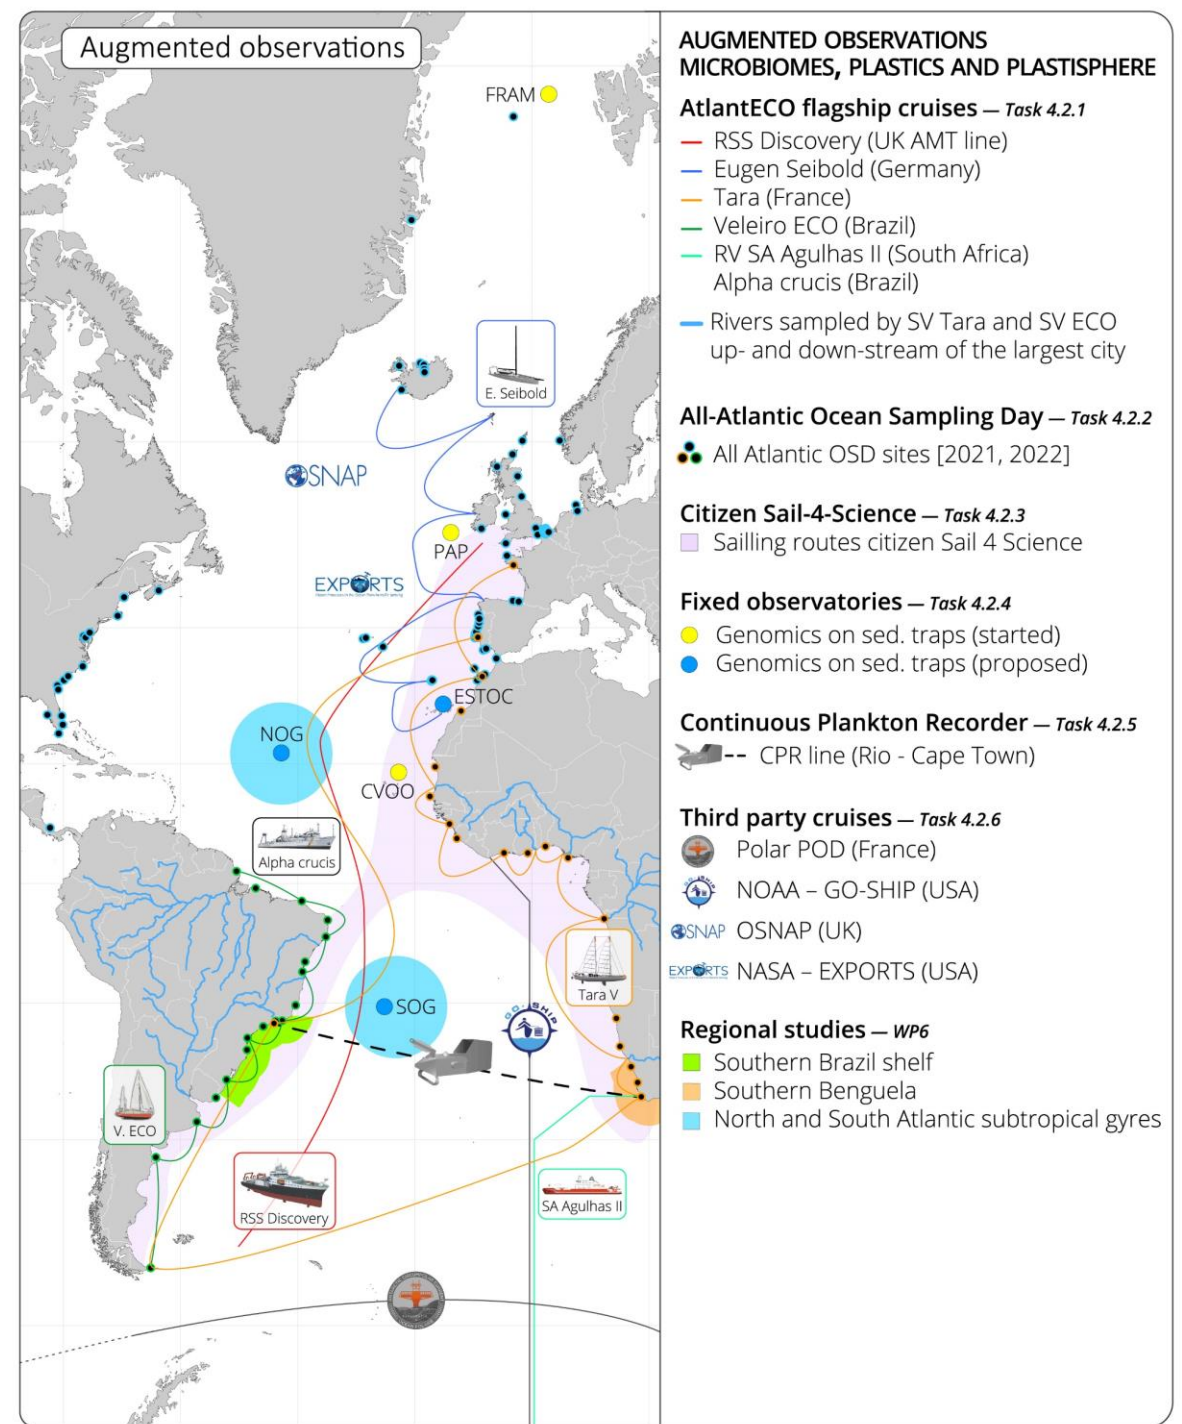 Augmented observations
FRAM
E. Seibold
OSNAP
PAP
EXPORTS
ESTOC
NOG
CVOO
Alpha crucis
Tara V
SOG
GO-SHIP
V. ECO
RSS Discovery
SA Agulhas II
AUGMENTED OBSERVATIONS
MICROBIOMES, PLASTICS AND PLASTISPHERE
AtlantECO flagship cruises — Task 4.2.1
RSS Discovery (UK AMT line)
Eugen Seibold (Germany)
Tara (France)
Veleiro ECO (Brazil)
RV SA Agulhas II (South Africa)
Alpha crucis (Brazil)
Rivers sampled by SV Tara and SV ECO
up- and down-stream of the largest city
All-Atlantic Ocean Sampling Day — Task 4.2.2
All Atlantic OSD sites [2021, 2022]
Citizen Sail-4-Science — Task 4.2.3
Sailling routes citizen Sail 4 Science
Fixed observatories — Task 4.2.4
Genomics on sed. traps (started)
Genomics on sed. traps (proposed)
Continuous Plankton Recorder — Task 4.2.5
CPR line (Rio - Cape Town)
Third party cruises — Task 4.2.6
Polar POD (France)
GO-SHIP
NOAA – GO-SHIP (USA)
OSNAP OSNAP (UK)
EXPORTS NASA – EXPORTS (USA)
Regional studies — WP6
Southern Brazil shelf
Southern Benguela
North and South Atlantic subtropical gyres